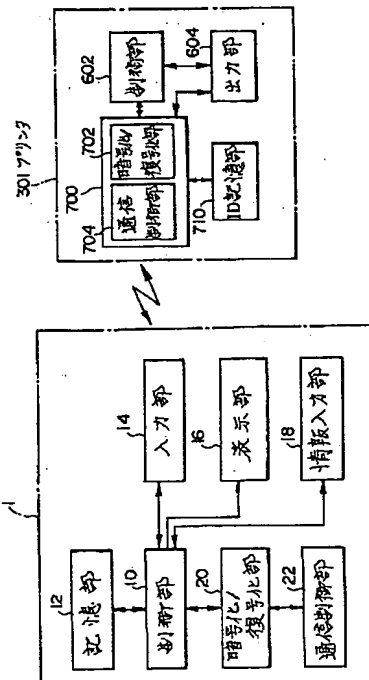 1
12
記憶部
10
制御部
14
入力部
16
表示部
18
情報入力部
20
暗号化/
復号化部
22
通信制御部
301 プリンタ
700
704
通信
制御部
702
暗号化/
復号化部
602
制御部
604
出力部
710
ID記憶部